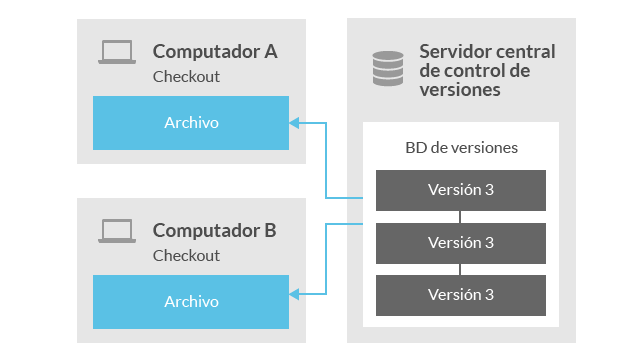 Computador A
Checkout
Archivo
Computador B
Checkout
Archivo
Servidor central
de control de
versiones
BD de versiones
Versión 3
Versión 3
Versión 3